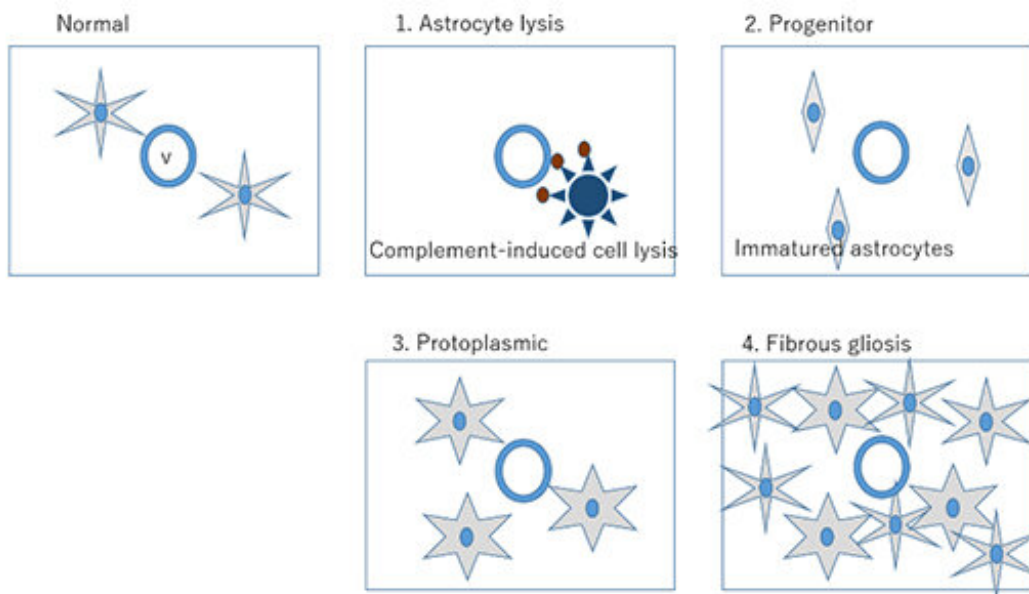 Normal
1. Astrocyte lysis
2. Progenitor
v
Complement-induced cell lysis
Immatured astrocytes
3. Protoplasmic
4. Fibrous gliosis